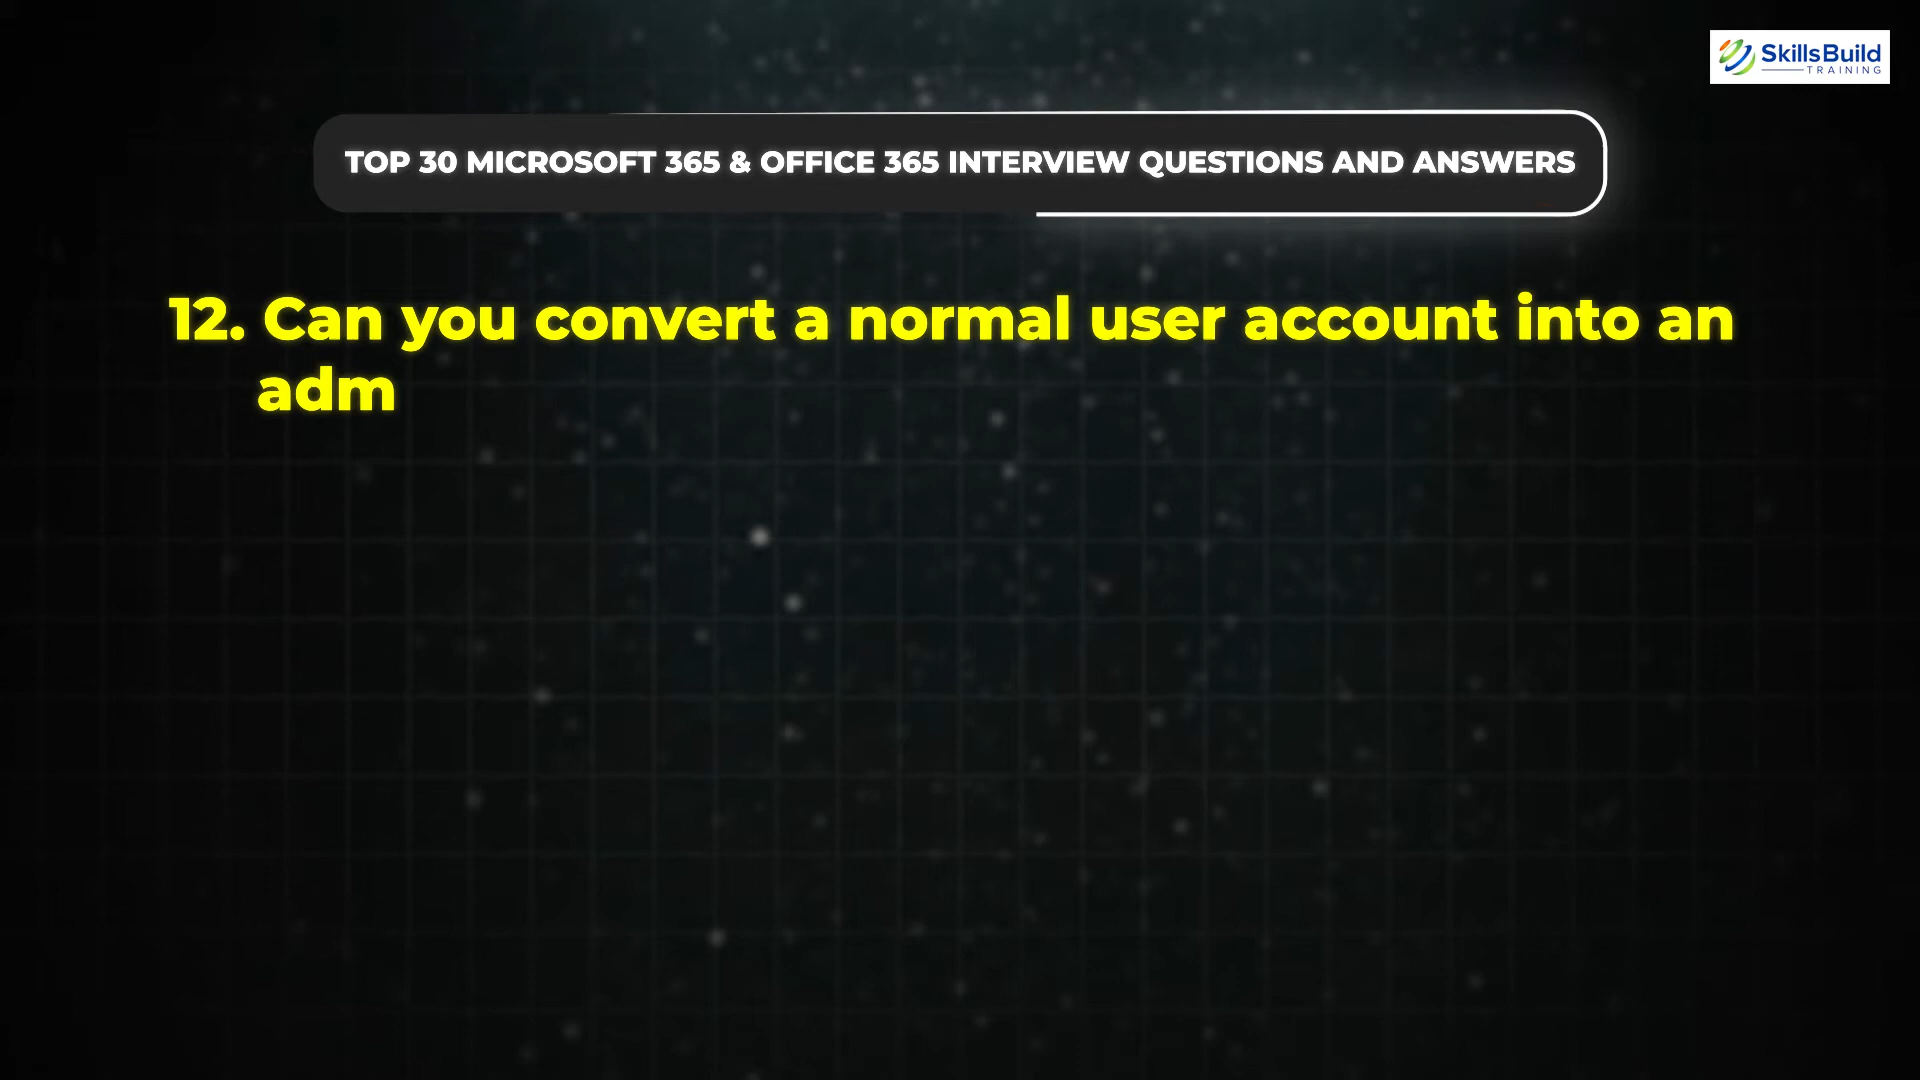 SkillsBuild
TRAINING
TOP 30 MICROSOFT 365 & OFFICE 365 INTERVIEW QUESTIONS AND ANSWERS
12. Can you convert a normal user account into an
adm